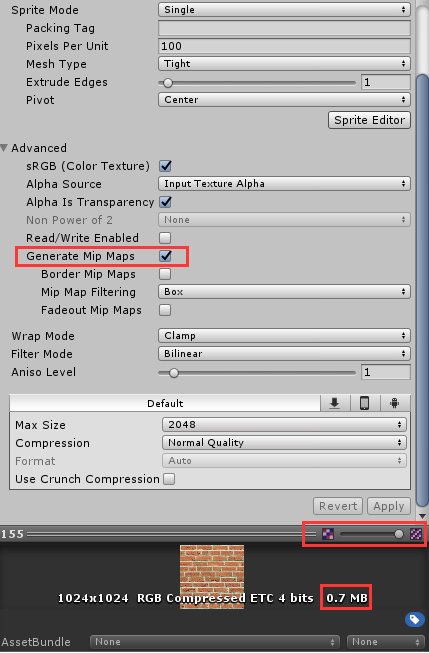 Sprite Mode Single
Packing Tag
Pixels Per Unit 100
Mesh Type Tight
Extrude Edges 1
Pivot Center
Sprite Editor
Advanced
sRGB (Color Texture)
Alpha Source Input Texture Alpha
Alpha Is Transparency
Non Power of 2 None
Read/Write Enabled
Generate Mip Maps
Border Mip Maps
Mip Map Filtering Box
Fadeout Mip Maps
Wrap Mode Clamp
Filter Mode Bilinear
Aniso Level 1
Default
Max Size 2048
Compression Normal Quality
Format Auto
Use Crunch Compression
Revert Apply
155
1024x1024 RGB Compressed ETC 4 bits 0.7 MB
AssetBundle None None